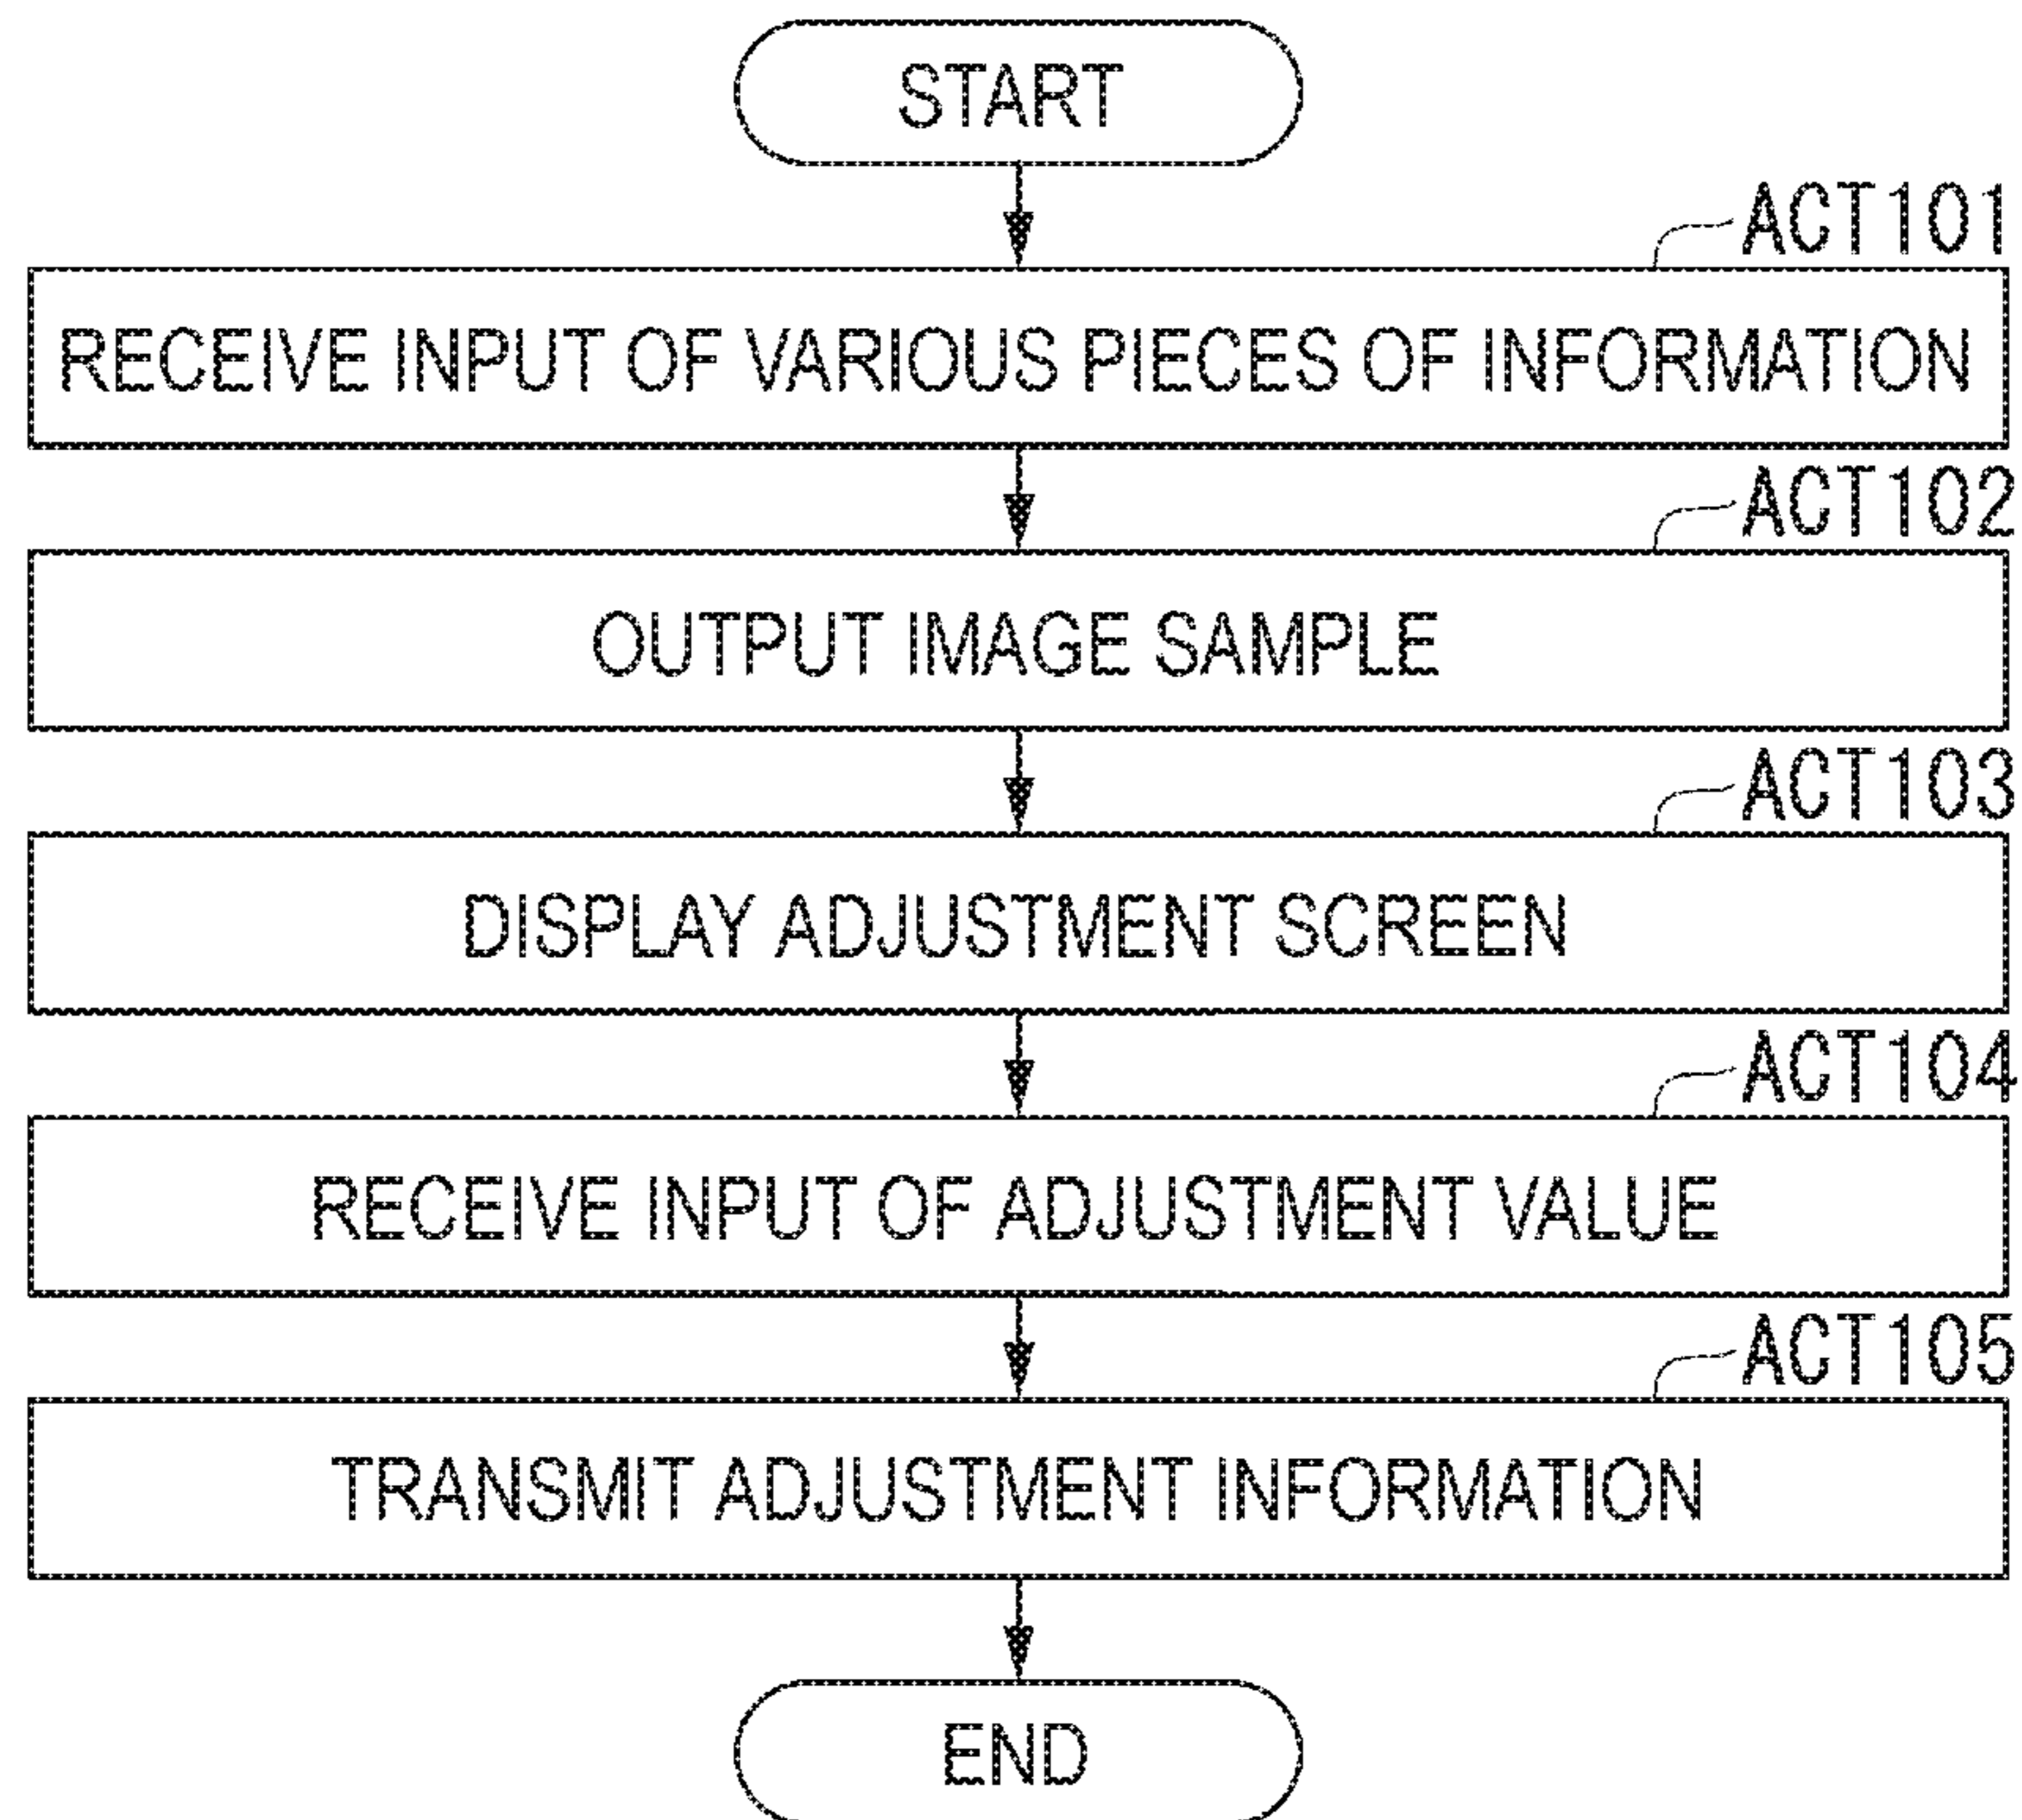 START
ACT101
RECEIVE INPUT OF VARIOUS PIECES OF INFORMATION
ACT102
OUTPUT IMAGE SAMPLE
ACT103
DISPLAY ADJUSTMENT SCREEN
ACT104
RECEIVE INPUT OF ADJUSTMENT VALUE
ACT105
TRANSMIT ADJUSTMENT INFORMATION
END